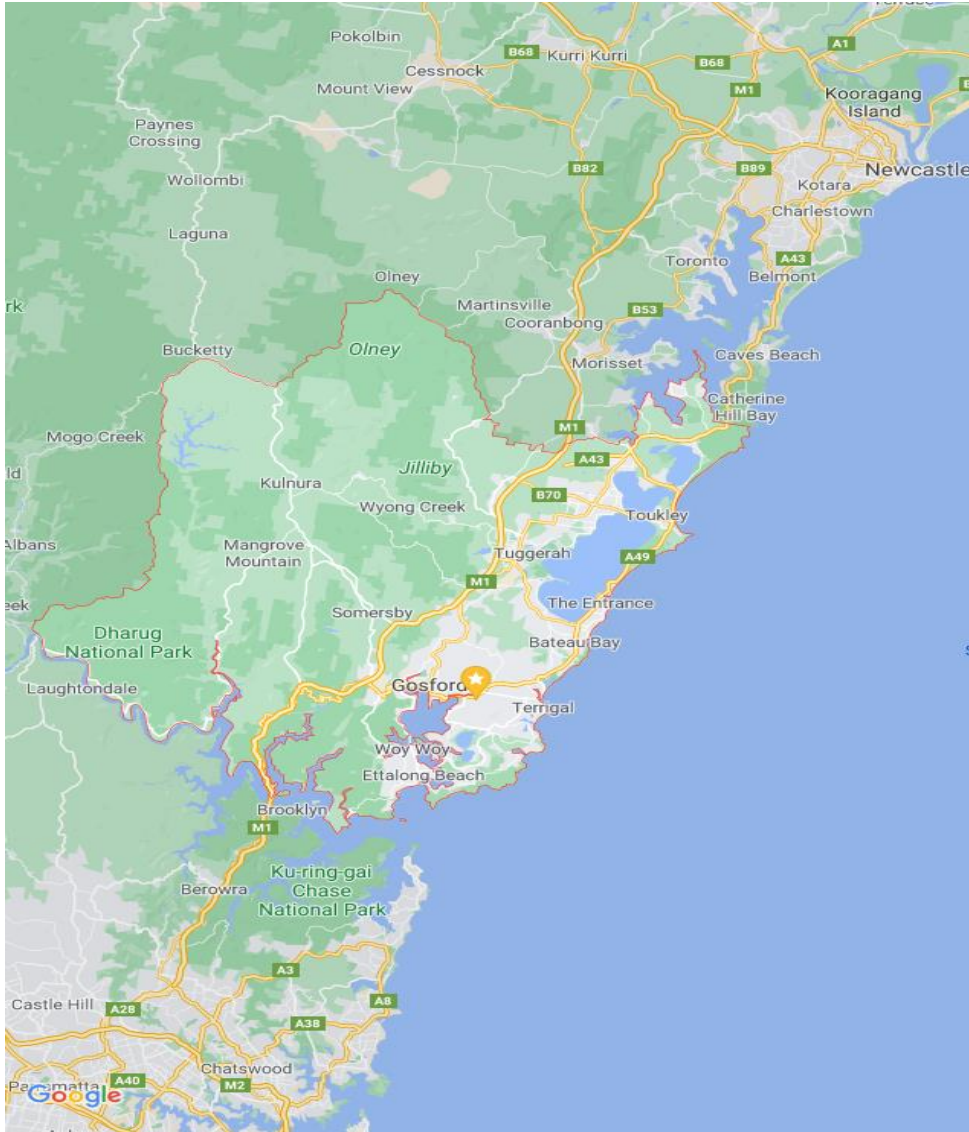 Pokolbin
B68
Kurri Kurri
B68
A1
Cessnock
Mount View
M1
Kooragang
Island
Paynes
Crossing
B82
B89
Newcastle
Wollombi
Kotara
Charlestown
Laguna
Toronto
A43
Olney
Belmont
Martinsville
B53
Cooranbong
Olney
Bucketty
Morisset
Caves Beach
Catherine
Hill Bay
Mogo Creek
M1
A43
Jilliby
Kulnura
B70
Wyong Creek
Toukley
Albans
Mangrove
Mountain
Tuggerah
A49
M1
The Entrance
Somersby
Dharug
National Park
Bateau Bay
Laughtondale
Gosford
Terrigal
Woy Woy
Ettalong Beach
Brooklyn
M1
Ku-ring-gai
Chase
National Park
Berowra
A3
Castle Hill
A28
A8
A38
Chatswood
A40
M2
Google